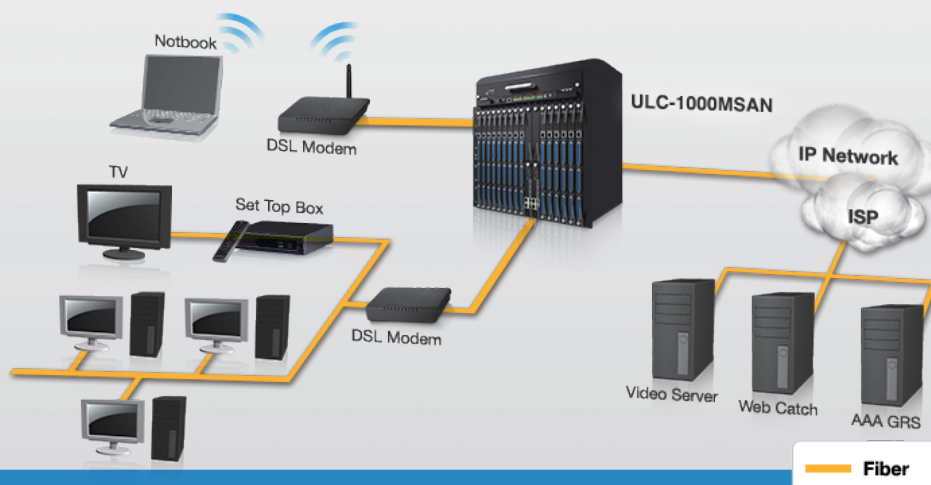 Notbook
DSL Modem
ULC-1000MSAN
IP Network
ISP
TV
Set Top Box
DSL Modem
Video Server
Web Catch
AAA GRS
Fiber